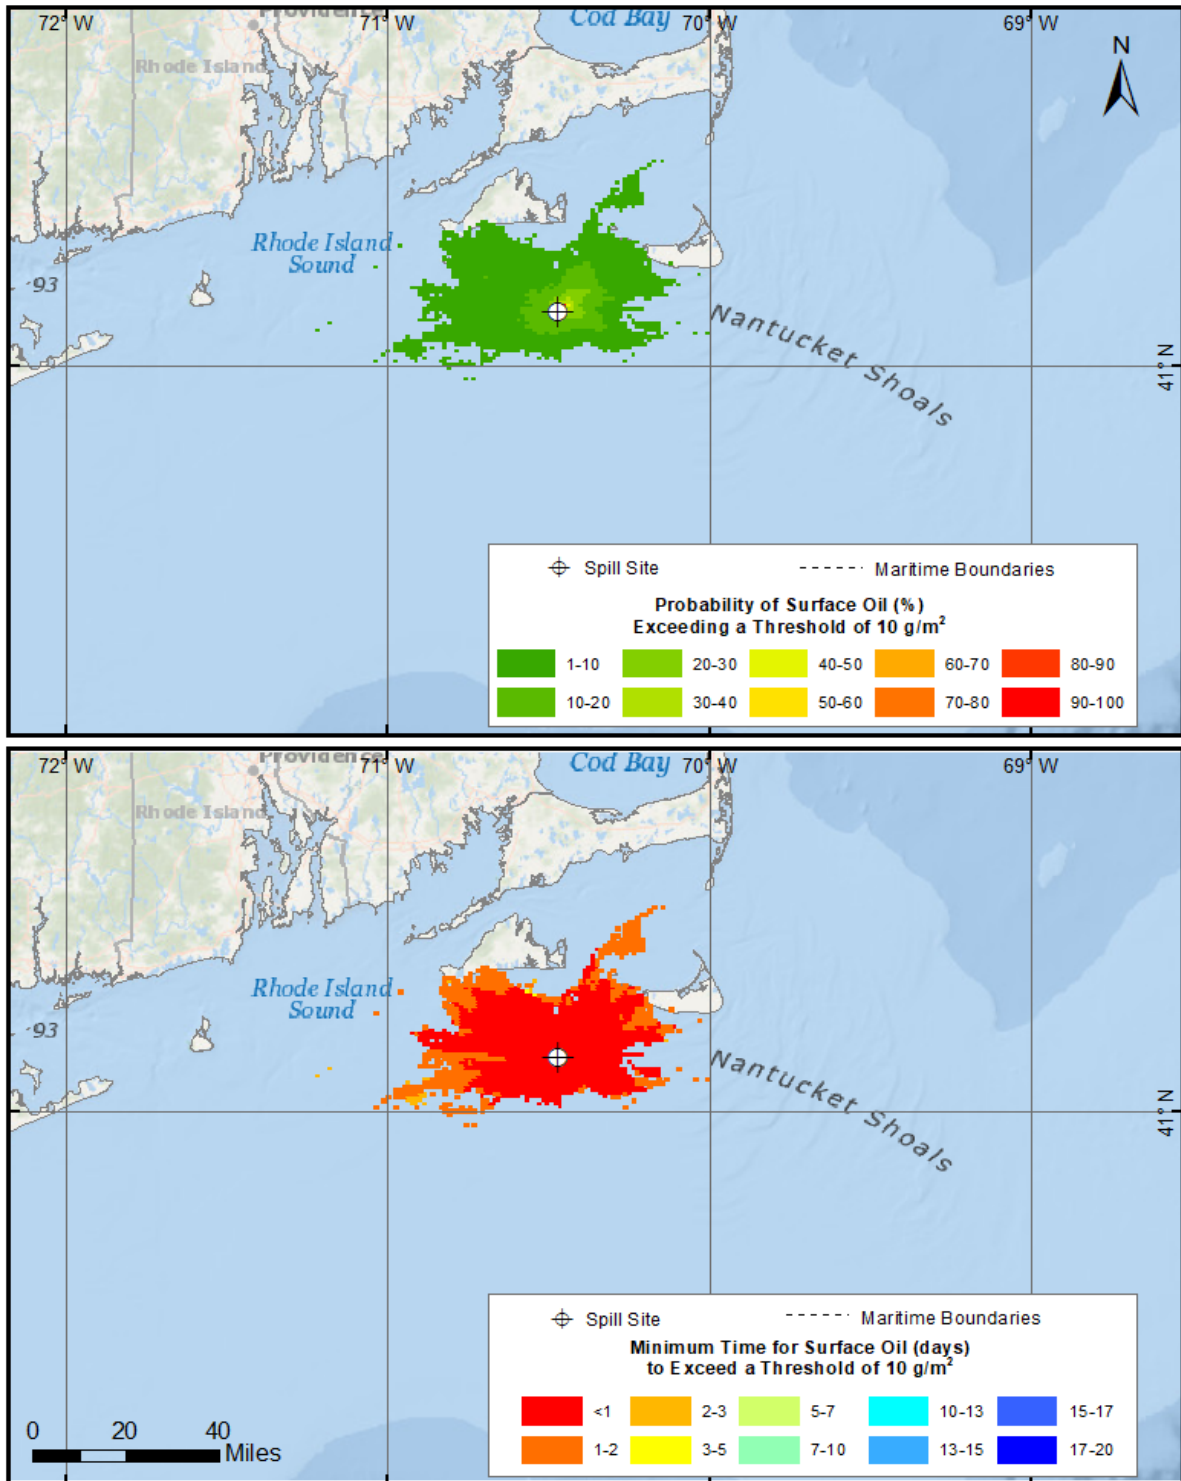 Providence
Cod Bay
72° W
71° W
70° W
69° W
N
Rhode Island
Rhode Island
Sound
93
Nantucket Shoals
41° N
Spill Site
Maritime Boundaries
Probability of Surface Oil (%)
Exceeding a Threshold of 10 g/m²
1-10 20-30 40-50 60-70 80-90
10-20 30-40 50-60 70-80 90-100
Providence
Cod Bay
72° W
71° W
70° W
69° W
Rhode Island
Rhode Island
Sound
93
Nantucket Shoals
41° N
Spill Site
Maritime Boundaries
Minimum Time for Surface Oil (days)
to Exceed a Threshold of 10 g/m²
<1 2-3 5-7 10-13 15-17
1-2 3-5 7-10 13-15 17-20
0 20 40
Miles